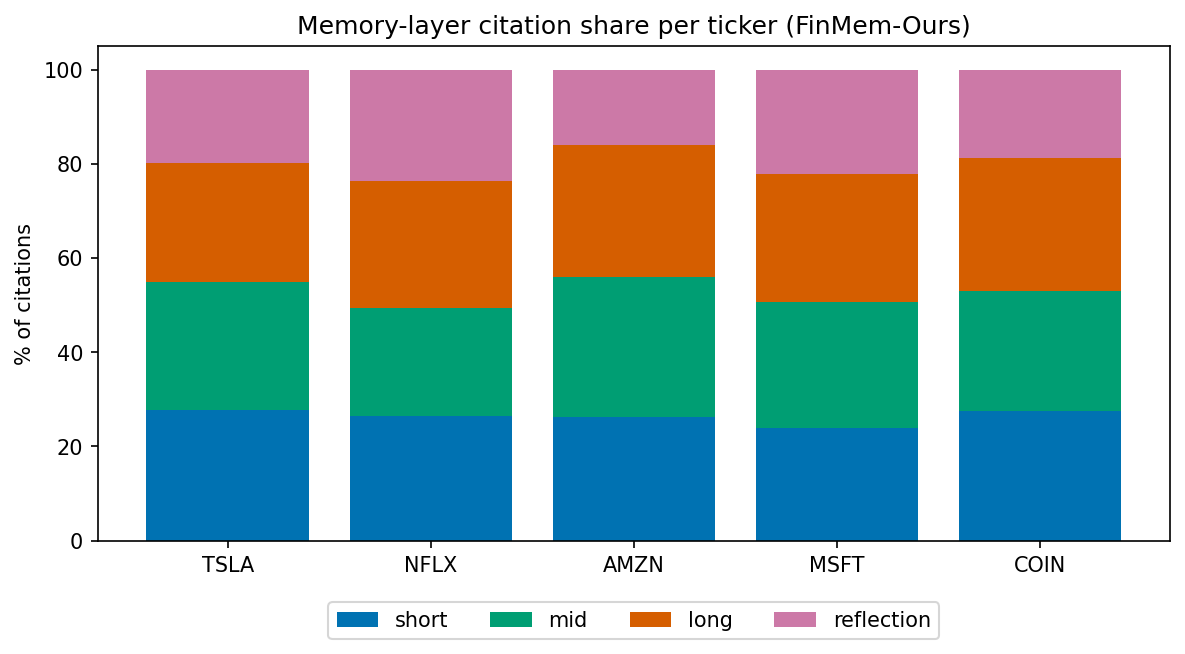 Memory-layer citation share per ticker (FinMem-Ours)
% of citations
100
80
60
40
20
0
TSLA NFLX AMZN MSFT COIN
short mid long reflection